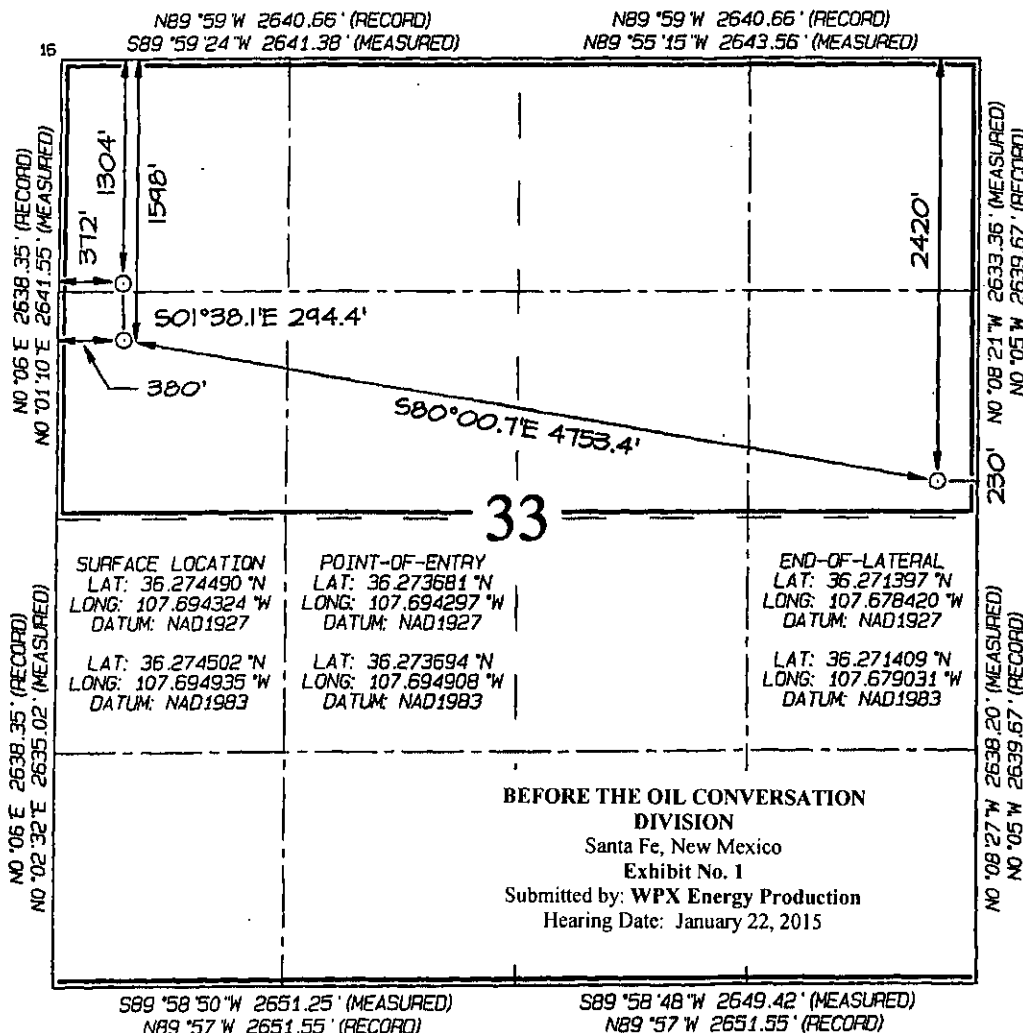 N89°59'W 2640.66' (RECORD)
S89°59'24"W 2641.38' (MEASURED)
N89°59'W 2640.66' (RECORD)
N89°55'15"W 2643.56' (MEASURED)
16
N0°06'E 2638.35' (RECORD)
N0°01'10"E 2641.55' (MEASURED)
372'
1304'
1598'
2420'
N0°08'21"W 2633.36' (MEASURED)
N0°05'W 2639.67' (RECORD)
S01°38.1'E 294.4'
380'
S80°00.7'E 4753.4'
230'
33
SURFACE LOCATION
LAT: 36.274490°N
LONG: 107.694324°W
DATUM: NAD1927
LAT: 36.274502°N
LONG: 107.694935°W
DATUM: NAD1983
POINT-OF-ENTRY
LAT: 36.273681°N
LONG: 107.694297°W
DATUM: NAD1927
LAT: 36.273694°N
LONG: 107.694908°W
DATUM: NAD1983
END-OF-LATERAL
LAT: 36.271397°N
LONG: 107.678420°W
DATUM: NAD1927
LAT: 36.271409°N
LONG: 107.679031°W
DATUM: NAD1983
N0°06'E 2638.35' (RECORD)
N0°02'32"E 2635.02' (MEASURED)
N0°08'27"W 2638.20' (MEASURED)
N0°05'W 2639.67' (RECORD)
BEFORE THE OIL CONVERSATION
DIVISION
Santa Fe, New Mexico
Exhibit No. 1
Submitted by: WPX Energy Production
Hearing Date: January 22, 2015
S89°58'50"W 2651.25' (MEASURED)
N89°57'W 2651.55' (RECORD)
S89°58'48"W 2649.42' (MEASURED)
N89°57'W 2651.55' (RECORD)